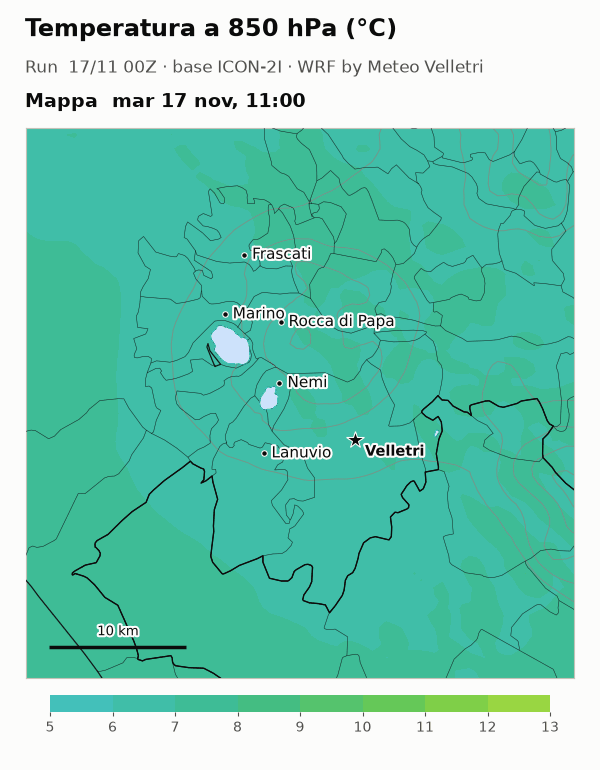 Temperatura a 850 hPa (°C)
Run  17/11 00Z · base ICON-2I · WRF by Meteo Velletri
Mappa  mar 17 nov, 11:00
Frascati
Marino
Rocca di Papa
Nemi
Velletri
Lanuvio
10 km
5 6 7 8 9 10 11 12 13